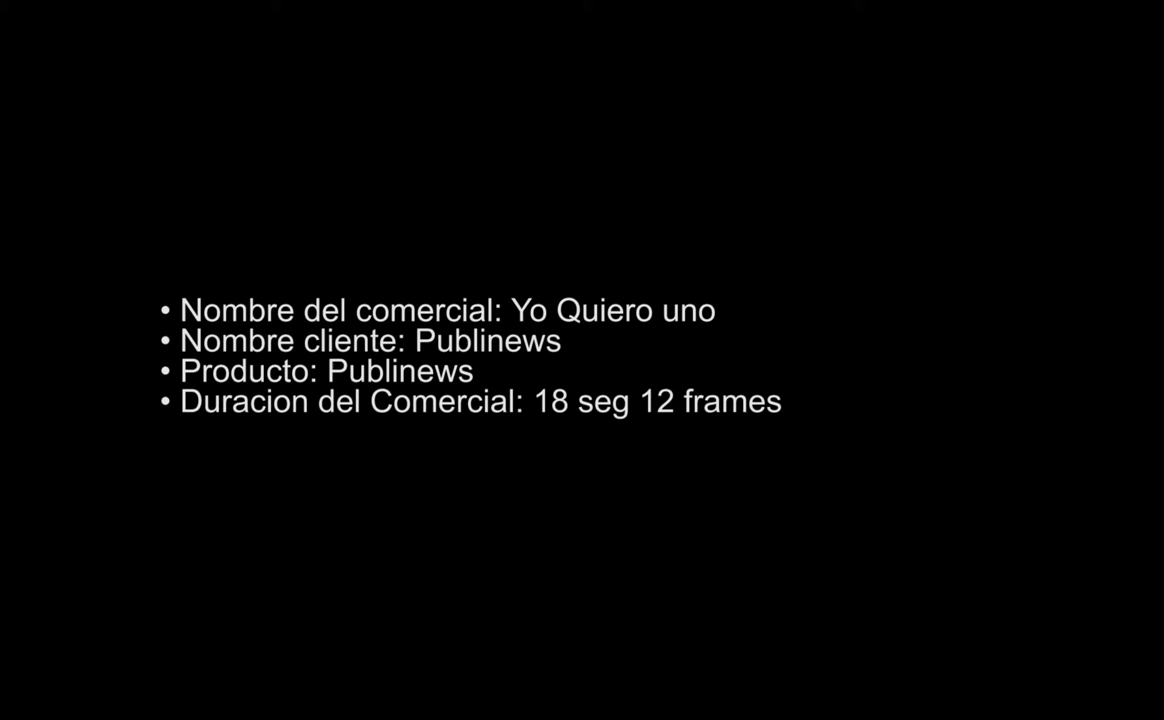 • Nombre del comercial: Yo Quiero uno
• Nombre cliente: Publinews
• Producto: Publinews
• Duracion del Comercial: 18 seg 12 frames